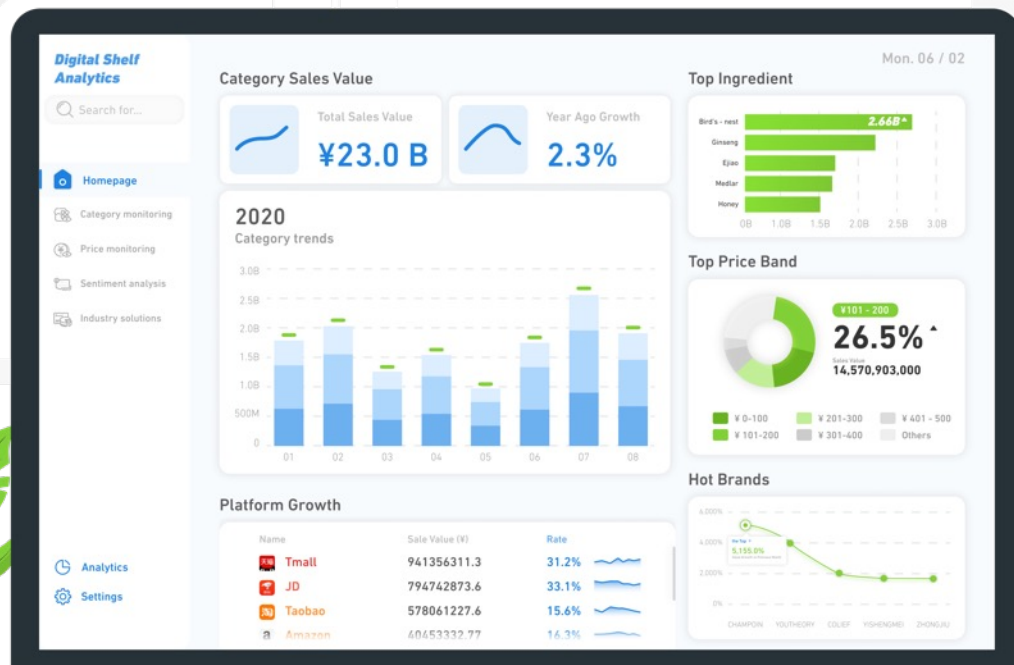 Digital Shelf
Analytics
Search for...
Homepage
Category monitoring
Price monitoring
Sentiment analysis
Industry solutions
Analytics
Settings
Mon. 06 / 02
Category Sales Value
Total Sales Value
¥23.0 B
Year Ago Growth
2.3%
2020
Category trends
3.0B
2.5B
2.0B
1.5B
1.0B
500M
0
01 02 03 04 05 06 07 08
Platform Growth
Name Sale Value (¥) Rate
Tmall 941356311.3 31.2%
JD 794742873.6 33.1%
Taobao 578061227.6 15.6%
Amazon 40453332.77 16.3%
Top Ingredient
Bird's - nest 2.66B
Ginseng
Ejiao
Medlar
Honey
0B 1.0B 1.5B 2.0B 2.5B 3.0B
Top Price Band
¥101 - 200
26.5%
Sales Value
14,570,903,000
¥ 0-100 ¥ 201-300 ¥ 401 - 500
¥ 101-200 ¥ 301-400 Others
Hot Brands
6,000%
4,000%
2,000%
0%
5,155.0%
CHAMPOIN YOUTHEORY COLIEF YISHENGMEI ZHONGJIU